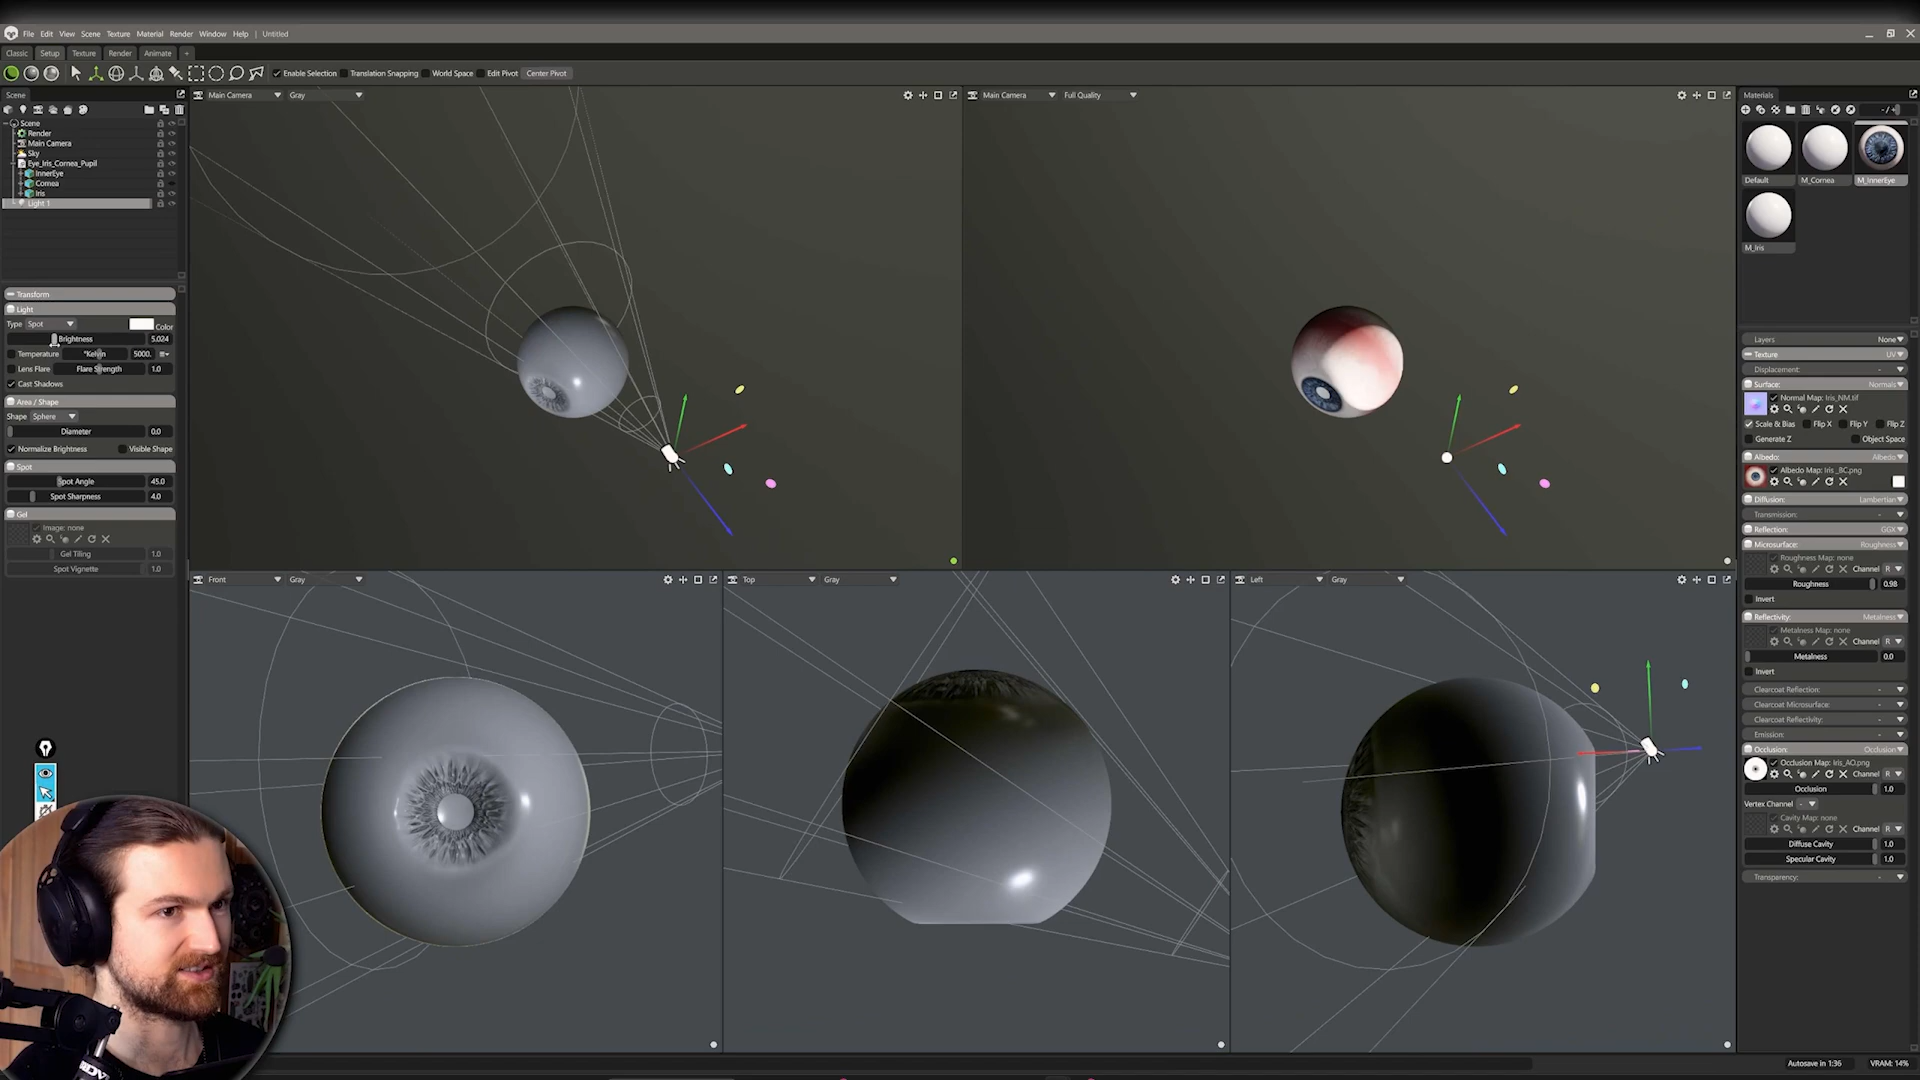 File Edit View Scene Texture Material Render Window Help Untitled
Classic Setup Texture Render Animate +
Enable Selection Translation Snapping World Space Edit Pivot Center Pivot
Scene
Scene
Render
Main Camera
Sky
Eye_Iris_Cornea_Pupil
InnerEye
Cornea
Iris
Light 1
Transform
Light
Type Spot Color
Brightness 5.024
Temperature °Kelvin 5000.
Lens Flare Flare Strength 1.0
Cast Shadows
Area / Shape
Shape Sphere
Diameter 0.0
Normalize Brightness Visible Shape
Spot
Spot Angle 45.0
Spot Sharpness 4.0
Gel
Image: none
Gel Tiling 1.0
Spot Vignette 1.0
Main Camera Gray
Main Camera Full Quality
Front Gray
Top Gray
Left Gray
Materials
Default M_Cornea M_InnerEye
M_Iris
Layers None
Texture UV
Displacement: -
Surface: Normals
Normal Map: Iris_NM.tif
Scale & Bias Flip X Flip Y Flip Z
Generate Z Object Space
Albedo: Albedo
Albedo Map: Iris _BC.png
Diffusion: Lambertian
Transmission: -
Reflection: GGX
Microsurface: Roughness
Roughness Map: none
Channel R
Roughness 0.98
Invert
Reflectivity: Metalness
Metalness Map: none
Channel R
Metalness 0.0
Invert
Clearcoat Reflection: -
Clearcoat Microsurface: -
Clearcoat Reflectivity: -
Emission: -
Occlusion: Occlusion
Occlusion Map: Iris_AO.png
Channel R
Occlusion 1.0
Vertex Channel -
Cavity Map: none
Channel R
Diffuse Cavity 1.0
Specular Cavity 1.0
Transparency: -
Autosave in 1:36 VRAM: 14%